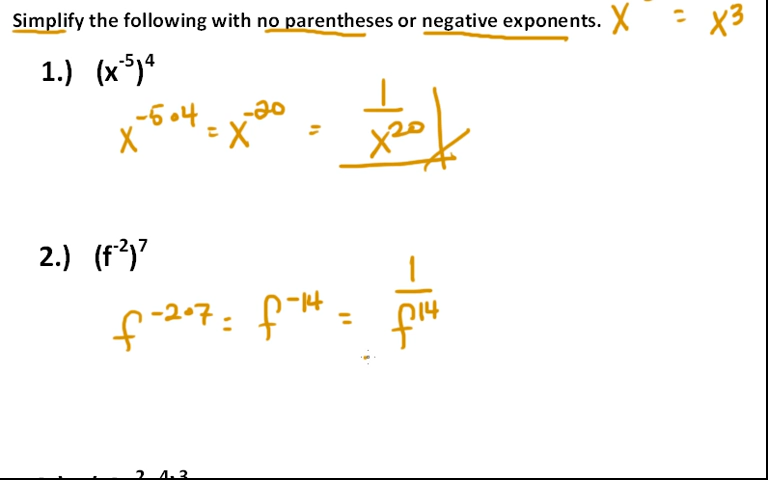 Simplify the following with no parentheses or negative exponents. x = x³
1.) (x⁻⁵)⁴
x⁻⁵•⁴ = x⁻²⁰ = 1/x²⁰
2.) (f⁻²)⁷
f⁻²•⁷ = f⁻¹⁴ = 1/f¹⁴